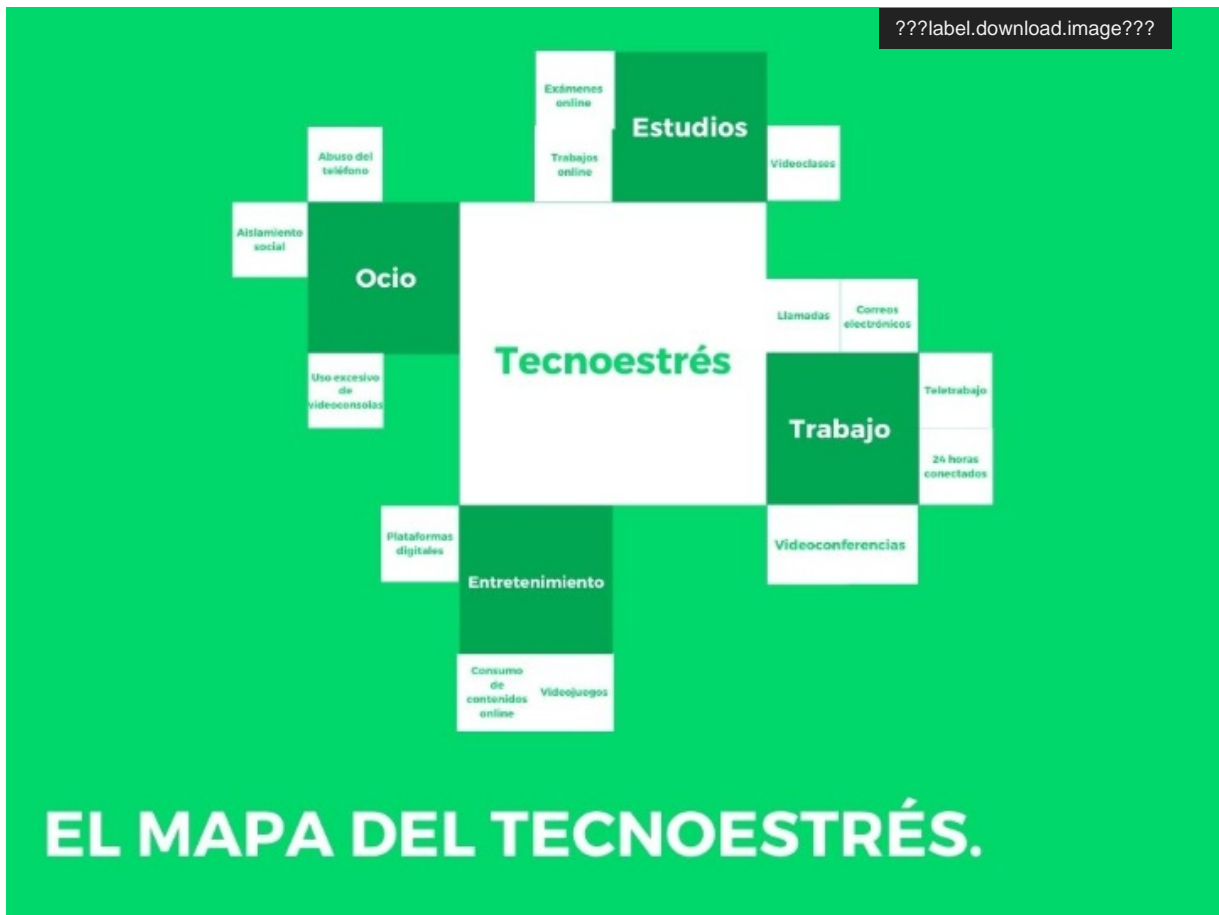 ???label.download.image???
Exámenes
online
Estudios
Trabajos
online
Videoclases
Abuso del
teléfono
Aislamiento
social
Ocio
Uso excesivo
de
videoconsolas
Tecnoestrés
Llamadas
Correos
electrónicos
Trabajo
Teletrabajo
24 horas
conectados
Videoconferencias
Plataformas
digitales
Entretenimiento
Consumo
de
contenidos
online
Videojuegos
EL MAPA DEL TECNOESTRÉS.